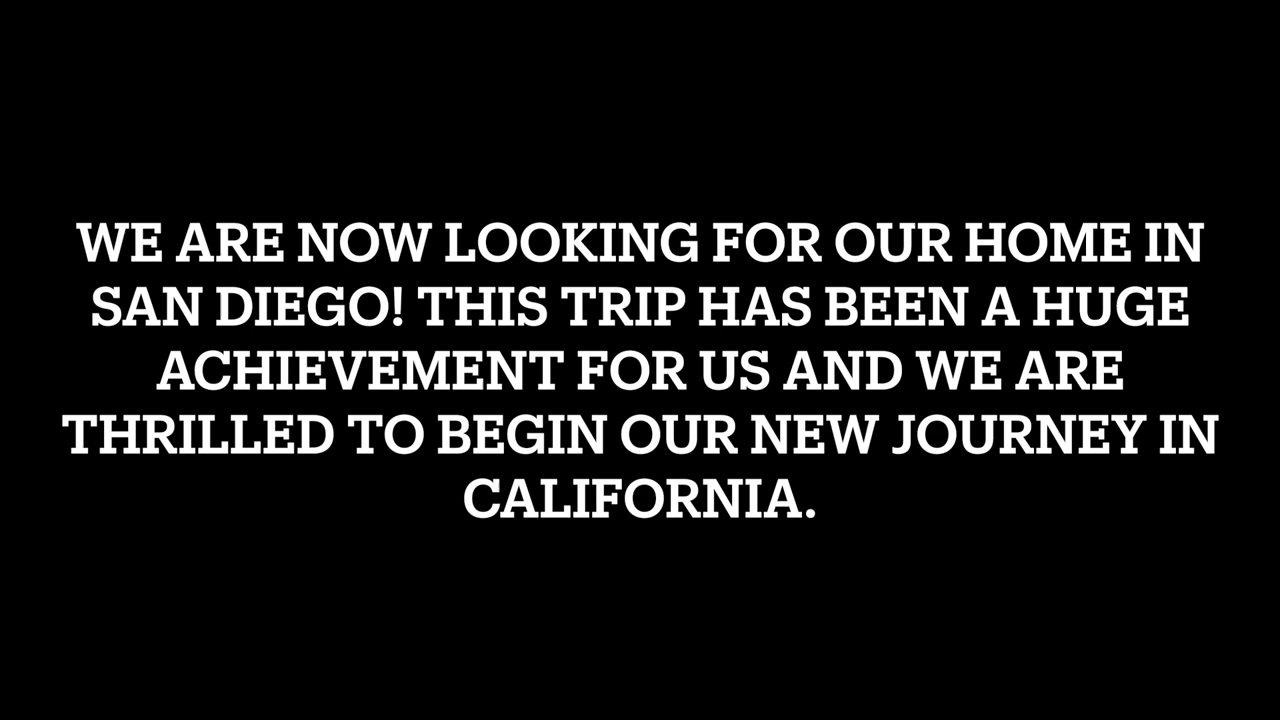 WE ARE NOW LOOKING FOR OUR HOME IN
SAN DIEGO! THIS TRIP HAS BEEN A HUGE
ACHIEVEMENT FOR US AND WE ARE
THRILLED TO BEGIN OUR NEW JOURNEY IN
CALIFORNIA.